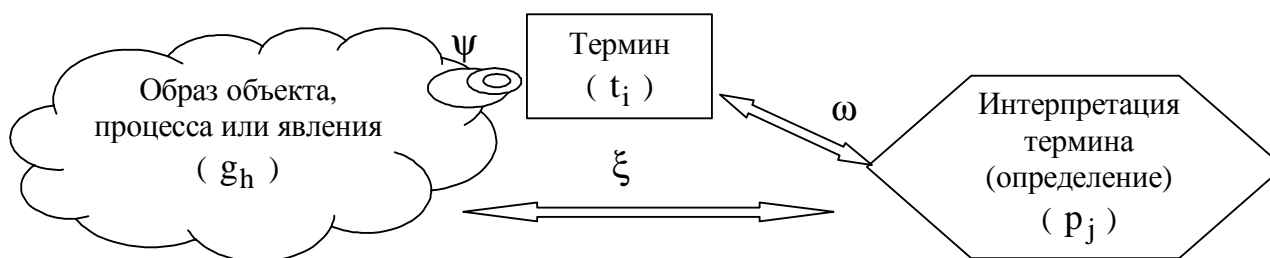 Образ объекта,
процесса или явления
( g_h )
ψ
Термин
( t_i )
ω
ξ
Интерпретация
термина
(определение)
( p_j )